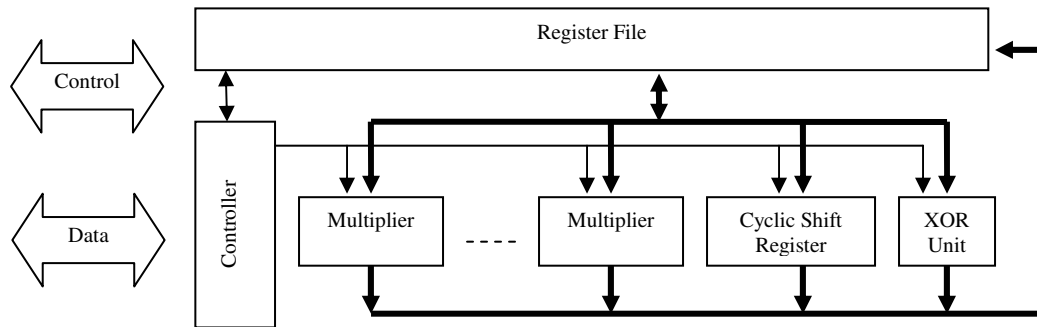 Register File
Control
Controller
Data
Multiplier
Multiplier
Cyclic Shift
Register
XOR
Unit